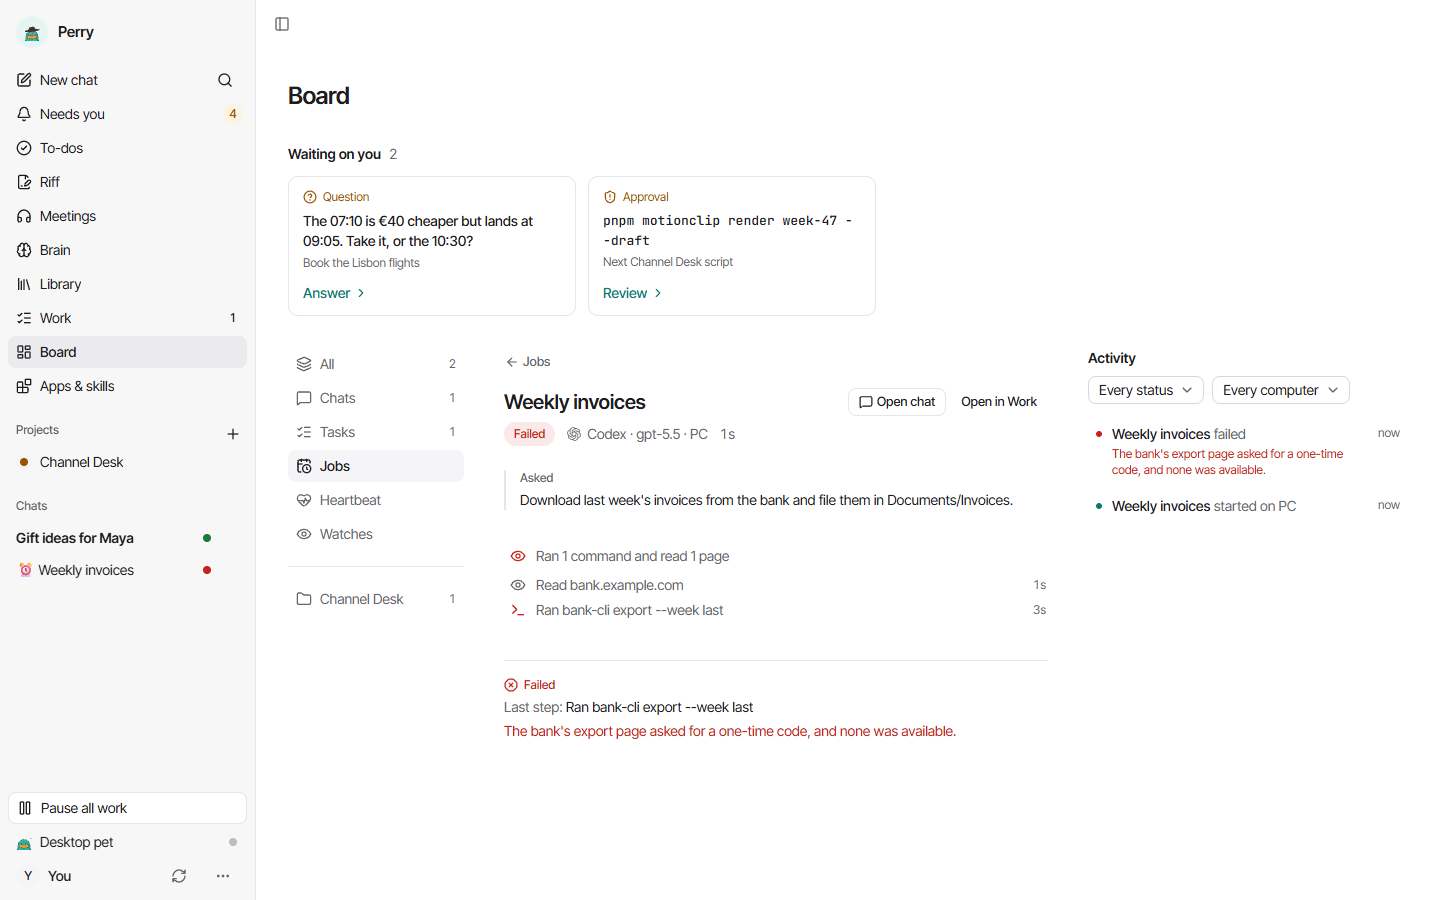 Perry
New chat
Needs you
4
To-dos
Riff
Meetings
Brain
Library
Work
1
Board
Apps & skills
Projects
Channel Desk
Chats
Gift ideas for Maya
Weekly invoices
Pause all work
Desktop pet
Y
You
Board
Waiting on you 2
Question
The 07:10 is €40 cheaper but lands at
09:05. Take it, or the 10:30?
Book the Lisbon flights
Answer
Approval
pnpm motionclip render week-47 -
-draft
Next Channel Desk script
Review
All 2
Chats 1
Tasks 1
Jobs
Heartbeat
Watches
Channel Desk 1
Jobs
Weekly invoices
Open chat
Open in Work
Failed
Codex · gpt-5.5 · PC 1s
Asked
Download last week's invoices from the bank and file them in Documents/Invoices.
Ran 1 command and read 1 page
Read bank.example.com 1s
Ran bank-cli export --week last 3s
Failed
Last step: Ran bank-cli export --week last
The bank's export page asked for a one-time code, and none was available.
Activity
Every status
Every computer
Weekly invoices failed now
The bank's export page asked for a one-time
code, and none was available.
Weekly invoices started on PC now